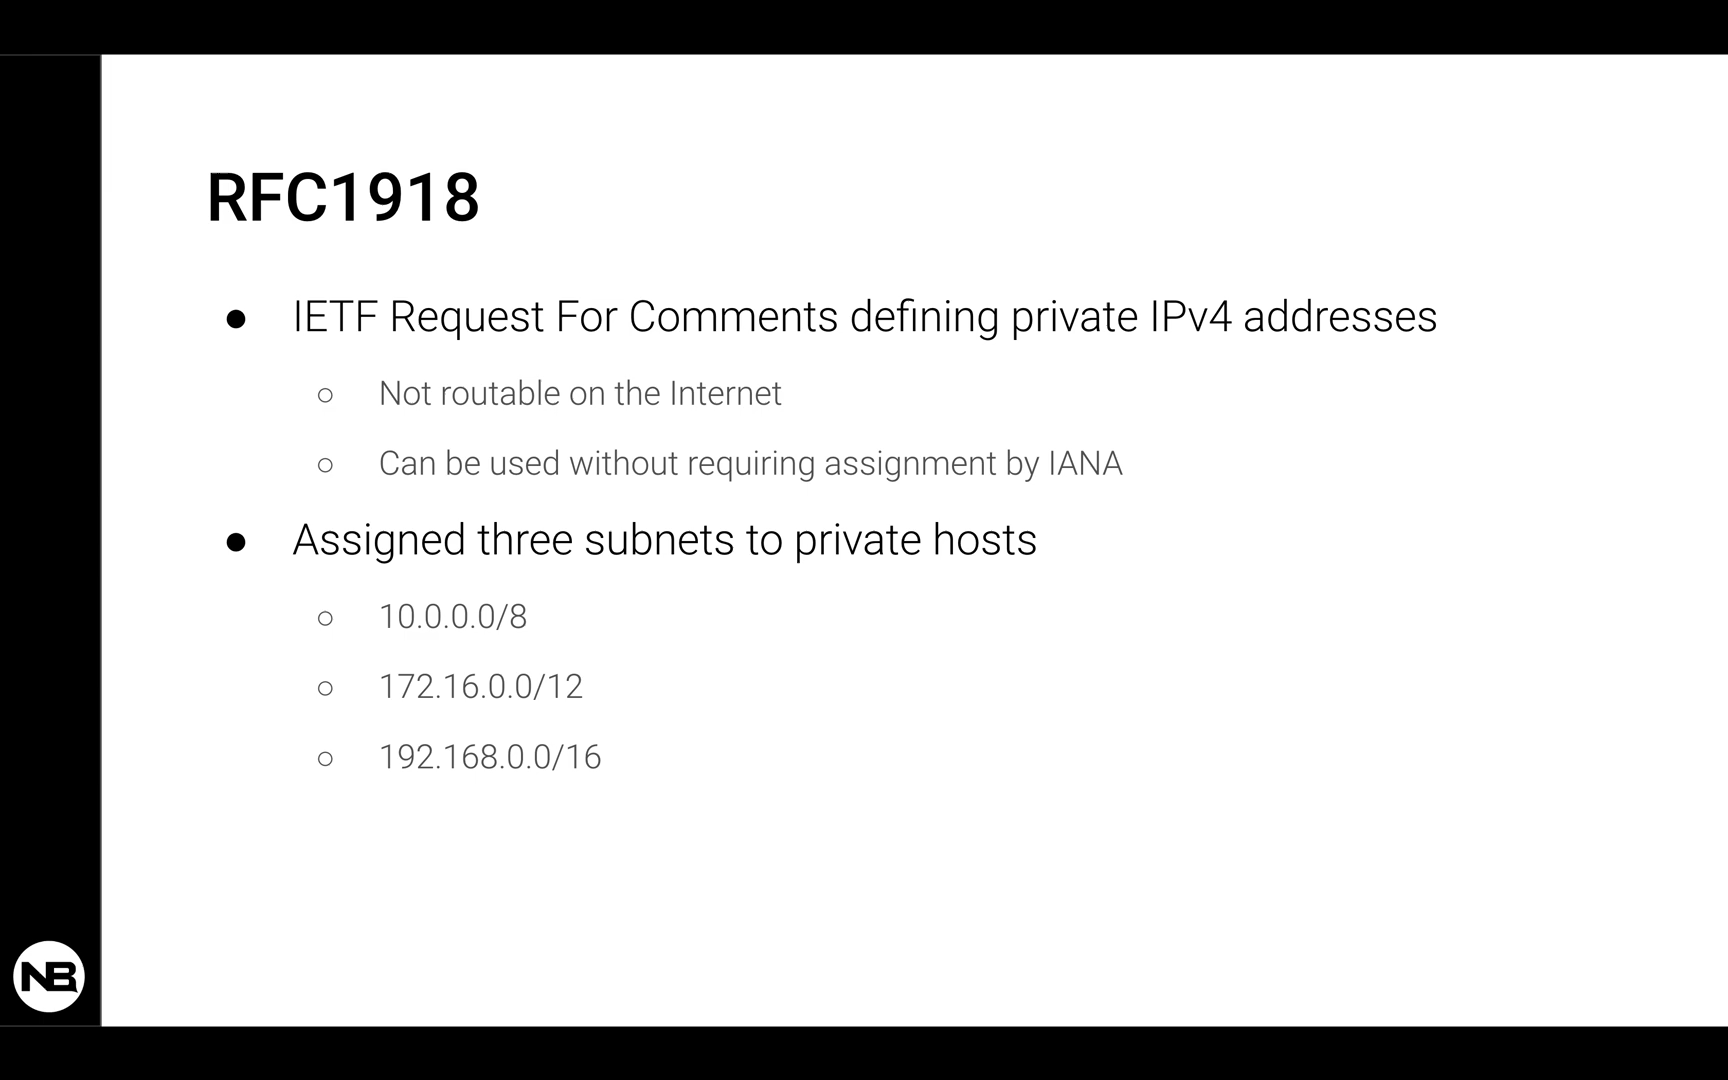 RFC1918
● IETF Request For Comments defining private IPv4 addresses
○ Not routable on the Internet
○ Can be used without requiring assignment by IANA
● Assigned three subnets to private hosts
○ 10.0.0.0/8
○ 172.16.0.0/12
○ 192.168.0.0/16
NB